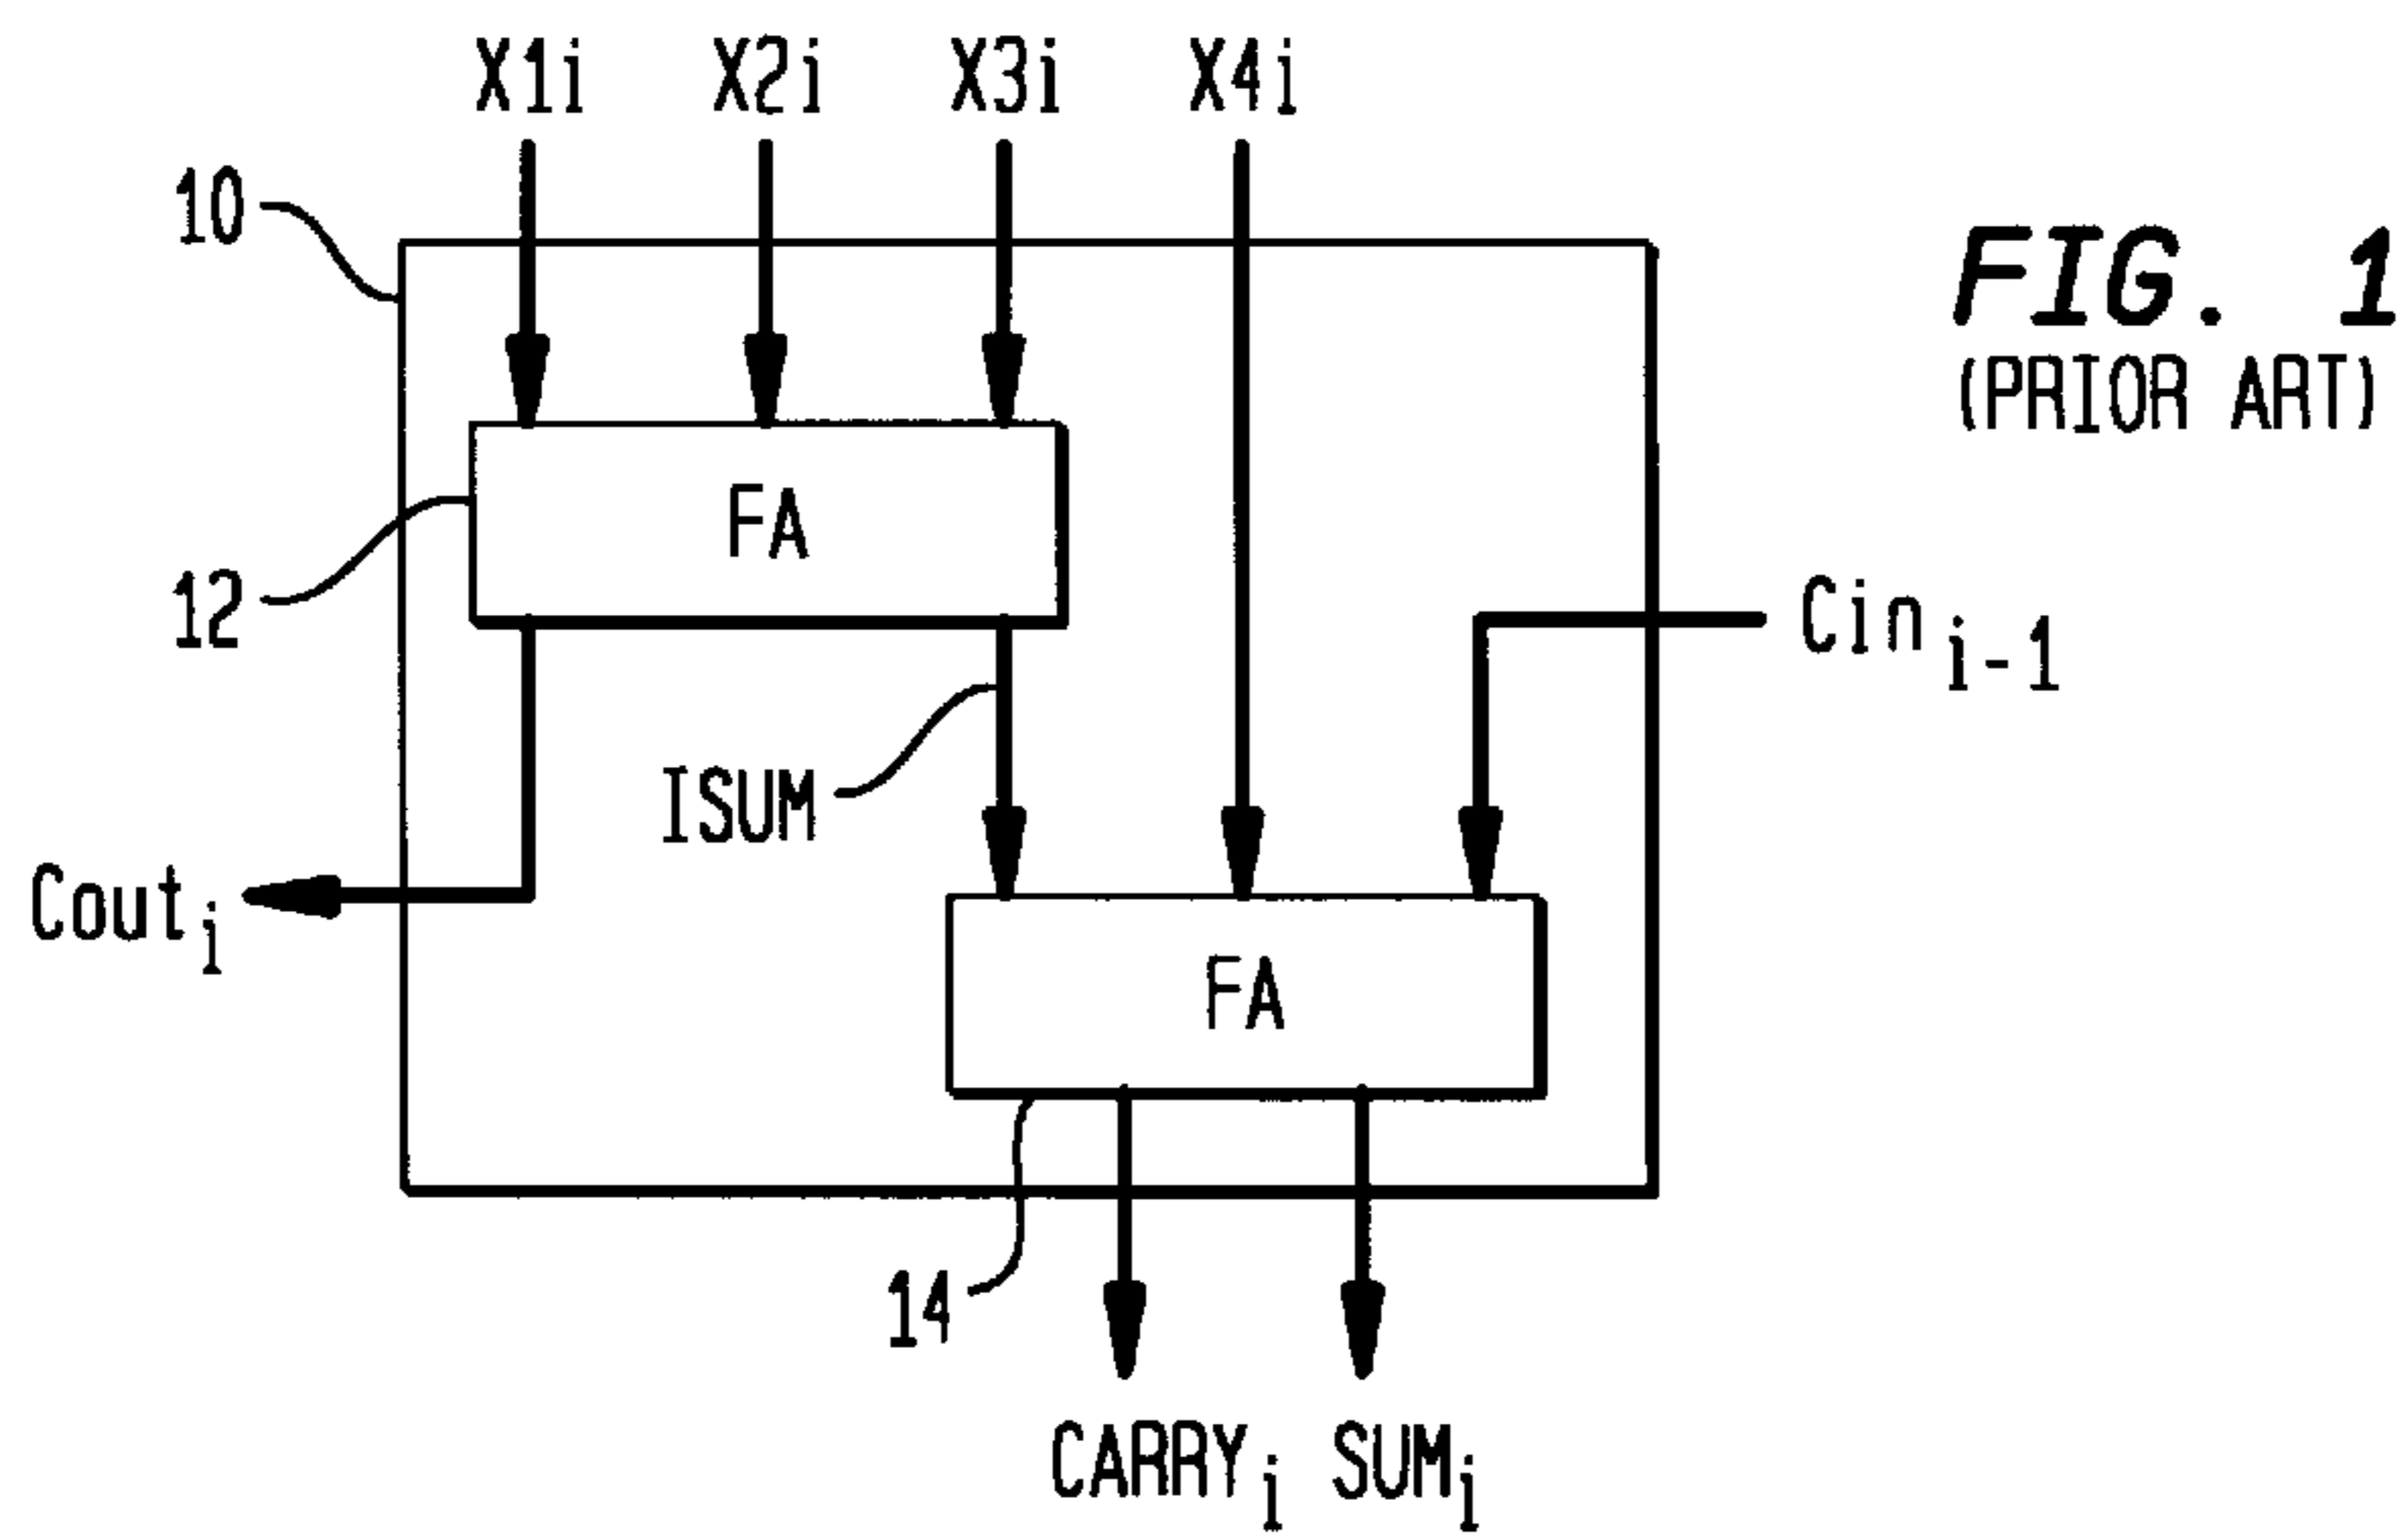 X1i X2i X3i X4i
10
FIG. 1
(PRIOR ART)
FA
12
Cin i-1
ISUM
Cout i
FA
14
CARRY i SUM i